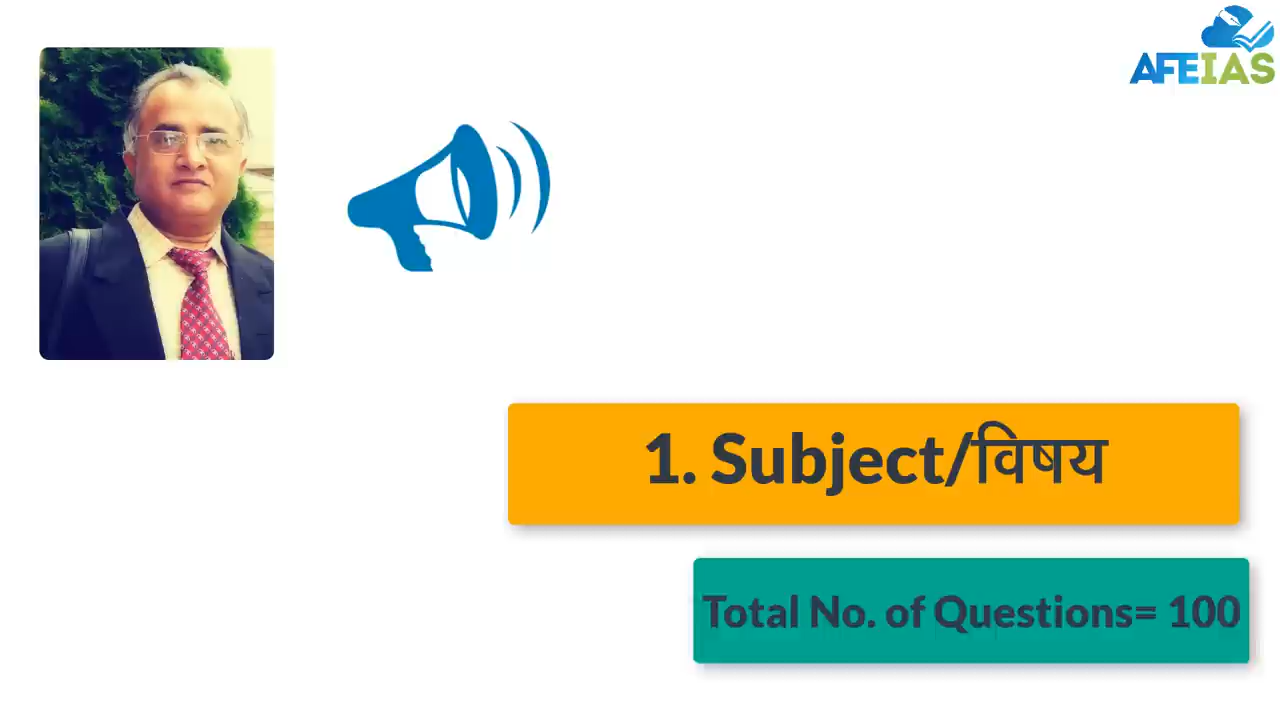 AFEIAS
1. Subject/विषय
Total No. of Questions= 100